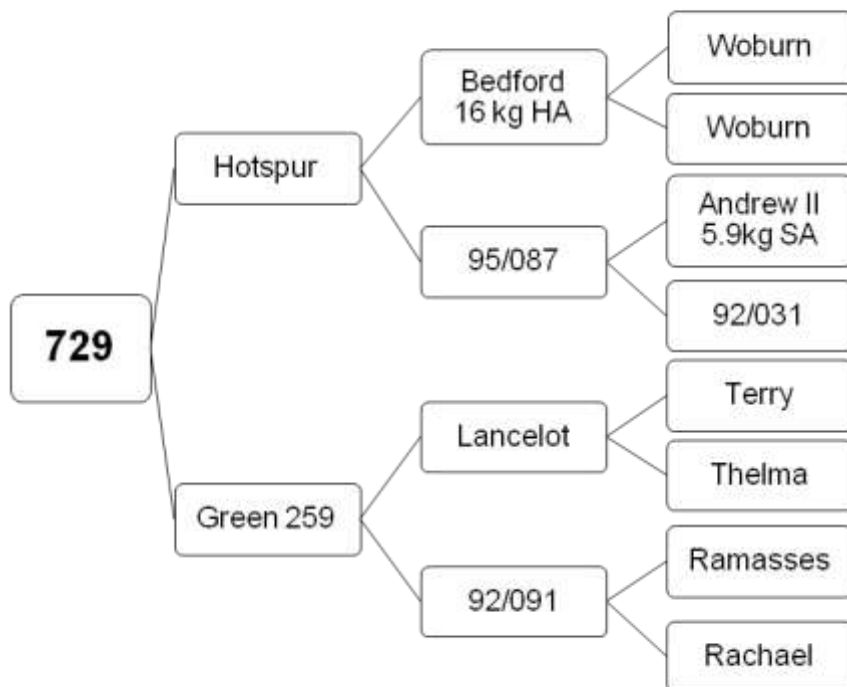 729
Hotspur
Green 259
Bedford
16 kg HA
95/087
Lancelot
92/091
Woburn
Woburn
Andrew II
5.9kg SA
92/031
Terry
Thelma
Ramasses
Rachael